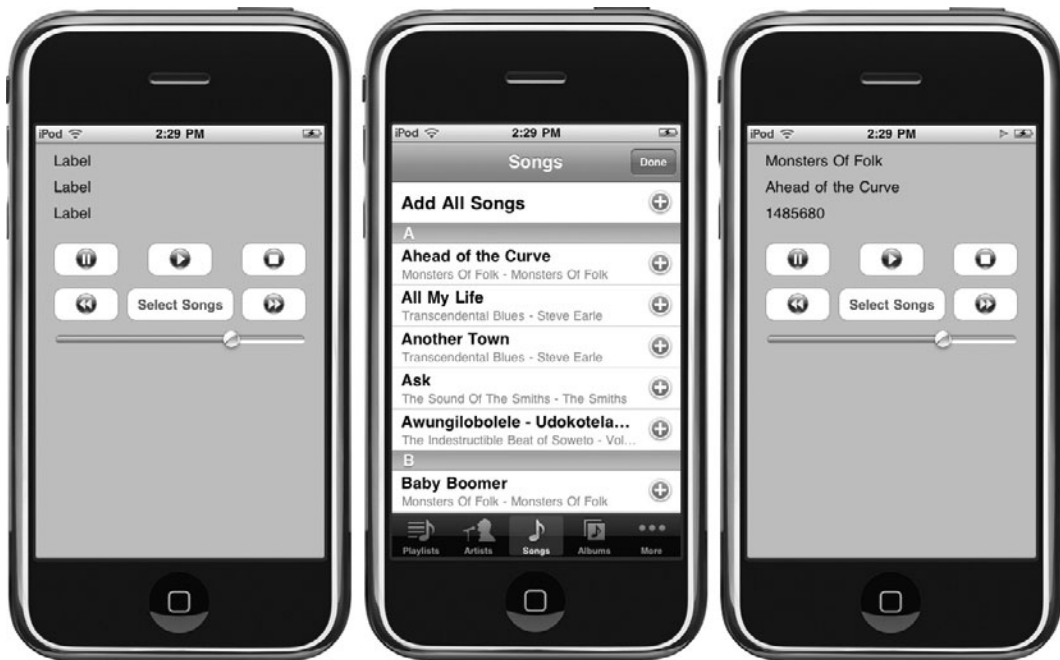 iPod 2:29 PM
Label
Label
Label
Select Songs
iPod 2:29 PM
Songs Done
Add All Songs
A
Ahead of the Curve
Monsters Of Folk - Monsters Of Folk
All My Life
Transcendental Blues - Steve Earle
Another Town
Transcendental Blues - Steve Earle
Ask
The Sound Of The Smiths - The Smiths
Awungilobolele - Udokotela...
The Indestructible Beat of Soweto - Vol...
B
Baby Boomer
Monsters Of Folk - Monsters Of Folk
Playlists Artists Songs Albums More
iPod 2:29 PM
Monsters Of Folk
Ahead of the Curve
1485680
Select Songs